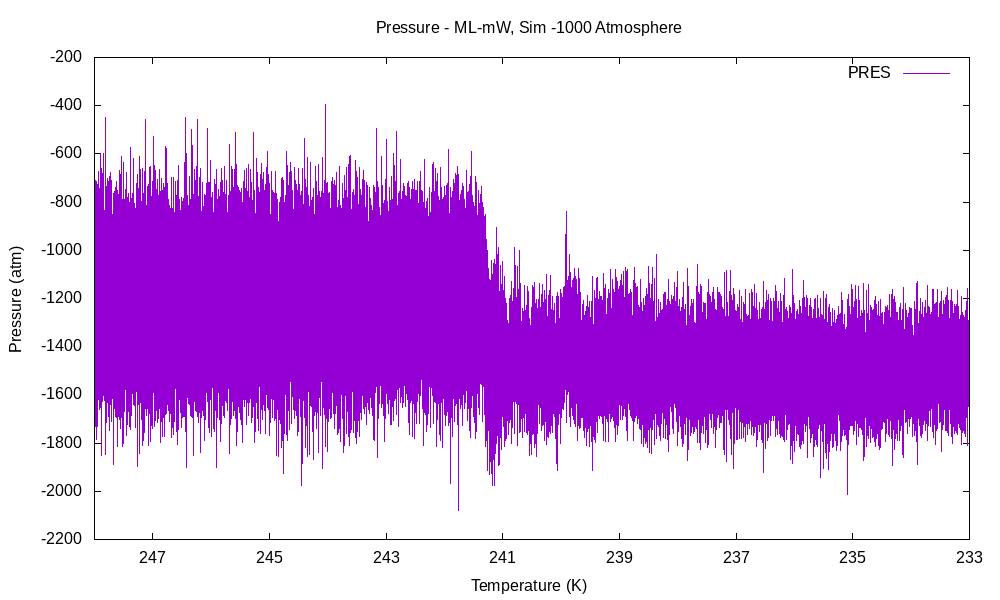 Pressure - ML-mW, Sim -1000 Atmosphere
PRES
-200
-400
-600
-800
-1000
-1200
-1400
-1600
-1800
-2000
-2200
Pressure (atm)
247 245 243 241 239 237 235 233
Temperature (K)